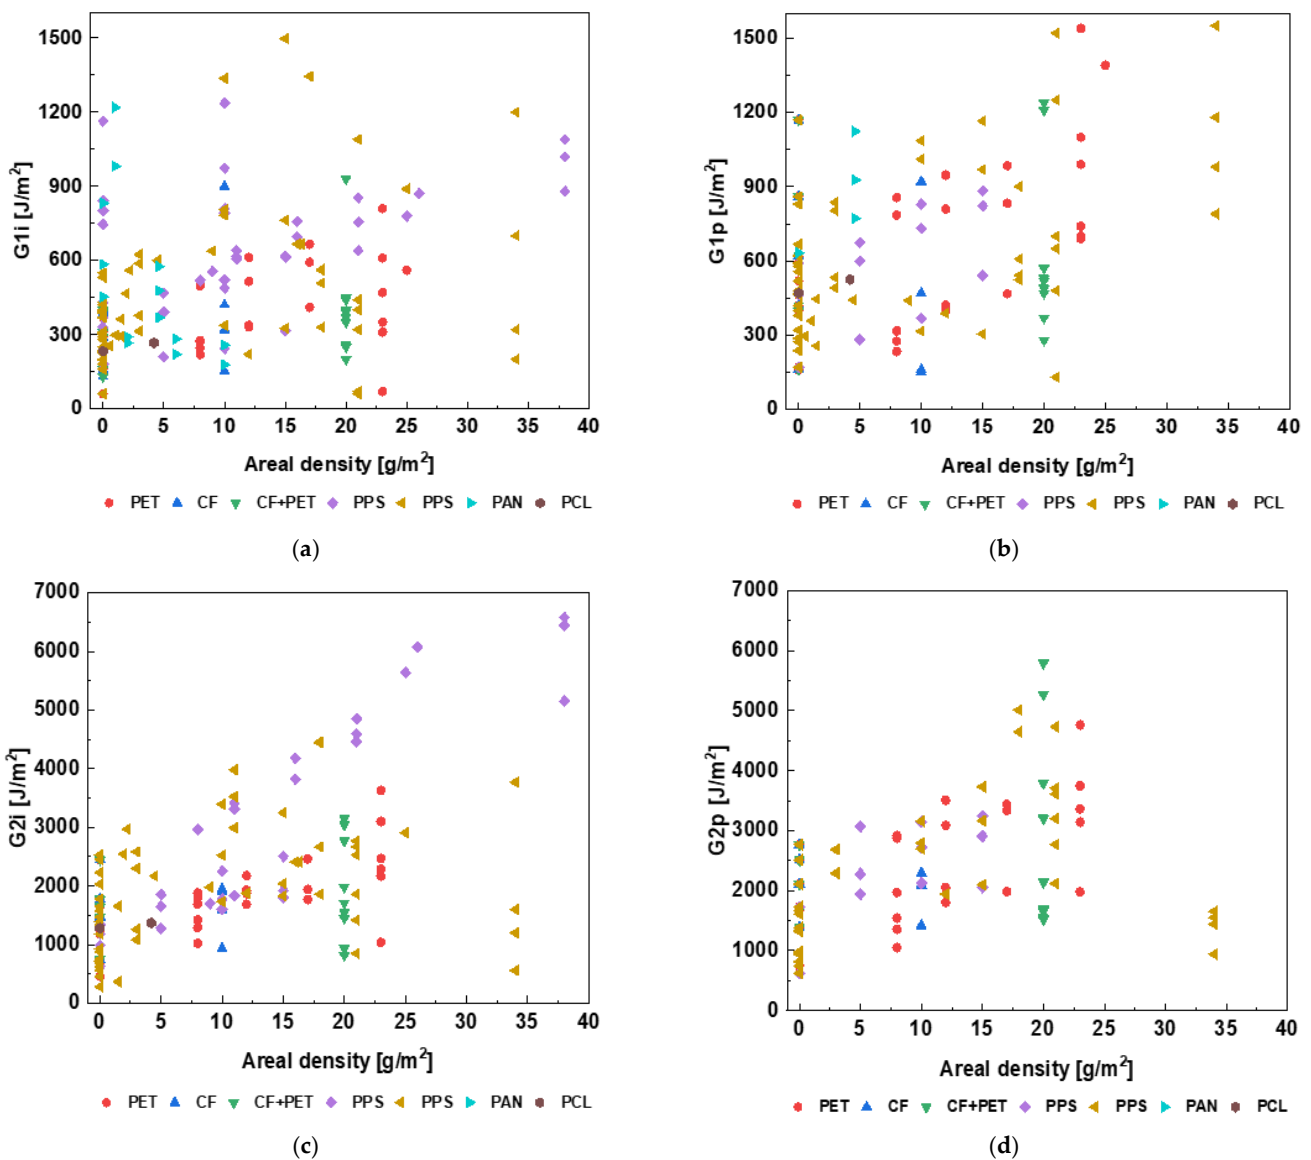 1500
1200
900
600
300
0
G1i [J/m²]
0 5 10 15 20 25 30 35 40
Areal density [g/m²]
PET CF CF+PET PPS PPS PAN PCL
(a)
1500
1200
900
600
300
0
G1p [J/m²]
0 5 10 15 20 25 30 35 40
Areal density [g/m²]
PET CF CF+PET PPS PPS PAN PCL
(b)
7000
6000
5000
4000
3000
2000
1000
0
G2i [J/m²]
0 5 10 15 20 25 30 35 40
Areal density [g/m²]
PET CF CF+PET PPS PPS PAN PCL
(c)
7000
6000
5000
4000
3000
2000
1000
0
G2p [J/m²]
0 5 10 15 20 25 30 35 40
Areal density [g/m²]
PET CF CF+PET PPS PPS PAN PCL
(d)